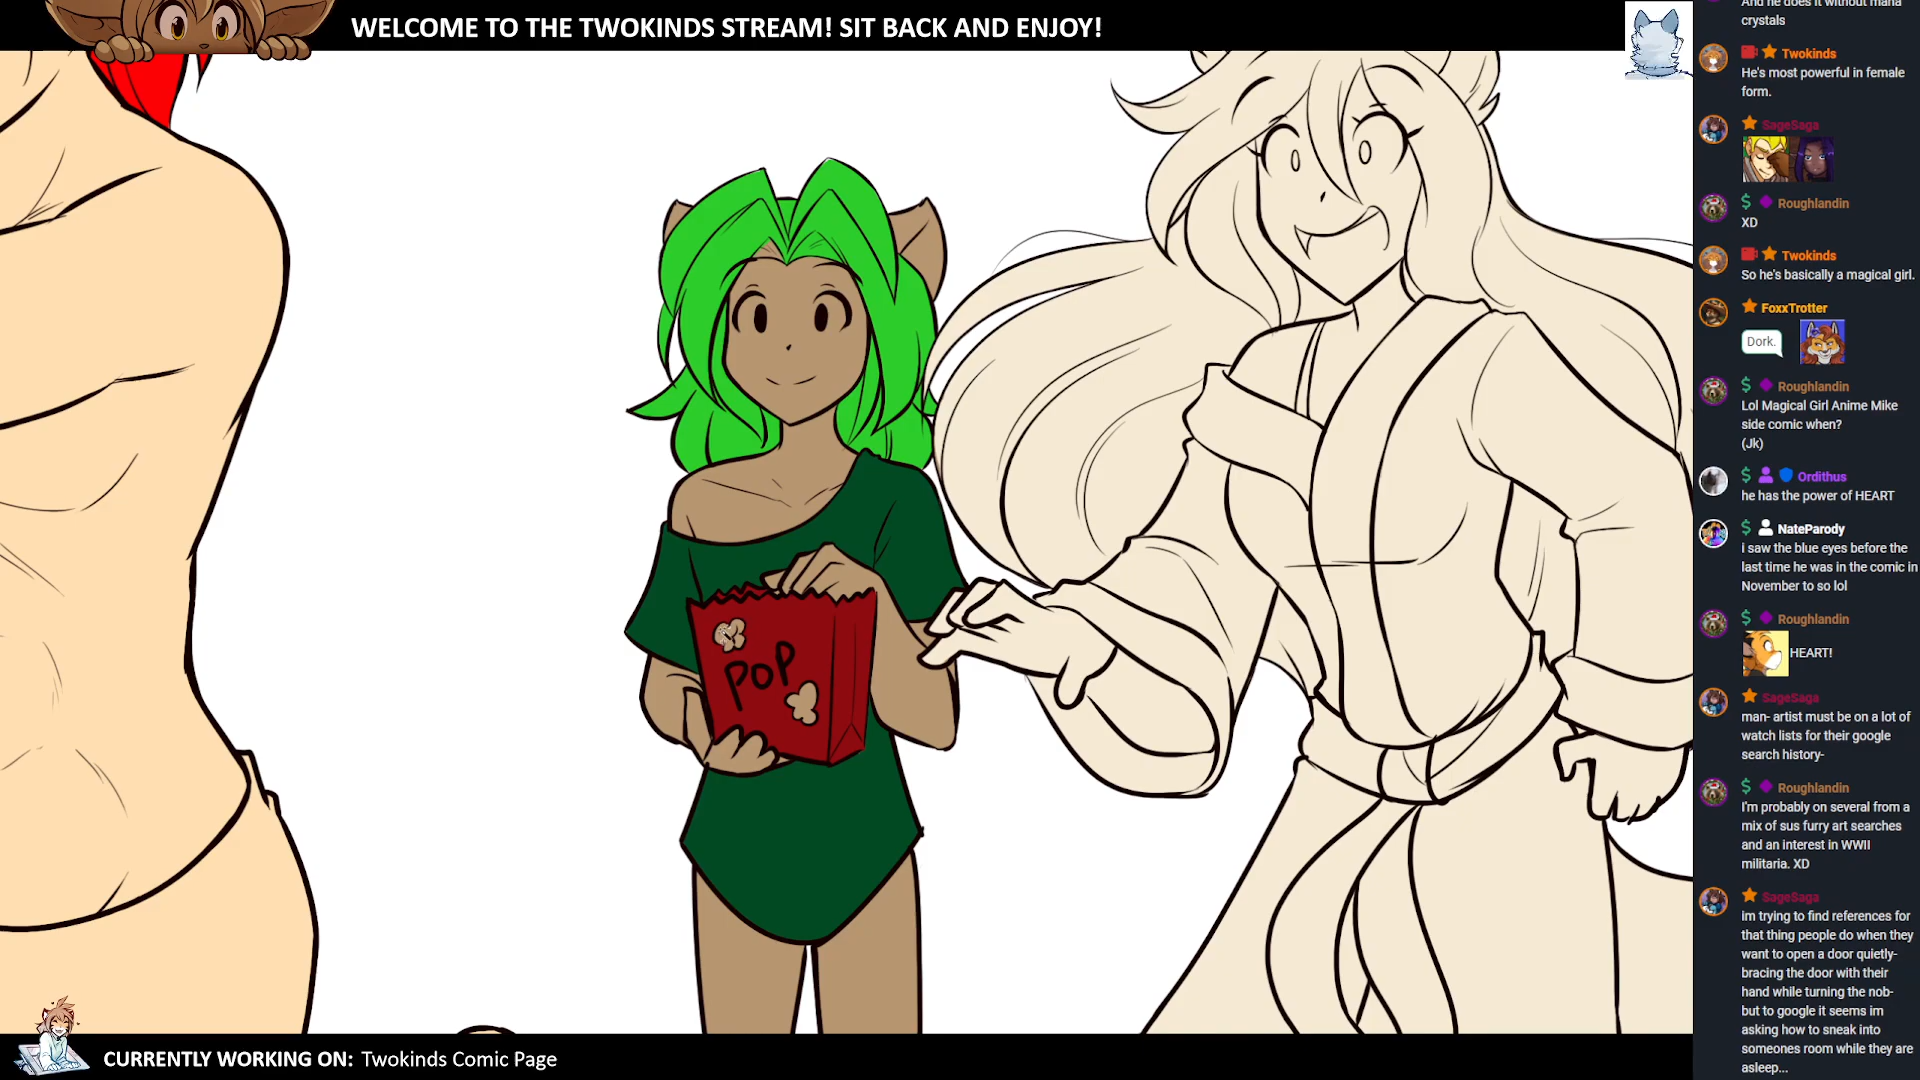 WELCOME TO THE TWOKINDS STREAM! SIT BACK AND ENJOY!
POP
CURRENTLY WORKING ON: Twokinds Comic Page
And he does it without mana
crystals
Twokinds
He's most powerful in female
form.
SageSaga
Roughlandin
XD
Twokinds
So he's basically a magical girl.
FoxxTrotter
Dork.
Roughlandin
Lol Magical Girl Anime Mike
side comic when?
(Jk)
Ordithus
he has the power of HEART
NateParody
i saw the blue eyes before the
last time he was in the comic in
November to so lol
Roughlandin
HEART!
SageSaga
man- artist must be on a lot of
watch lists for their google
search history-
Roughlandin
I'm probably on several from a
mix of sus furry art searches
and an interest in WWII
militaria. XD
SageSaga
im trying to find references for
that thing people do when they
want to open a door quietly-
bracing the door with their
hand while turning the nob-
but to google it seems im
asking how to sneak into
someones room while they are
asleep...